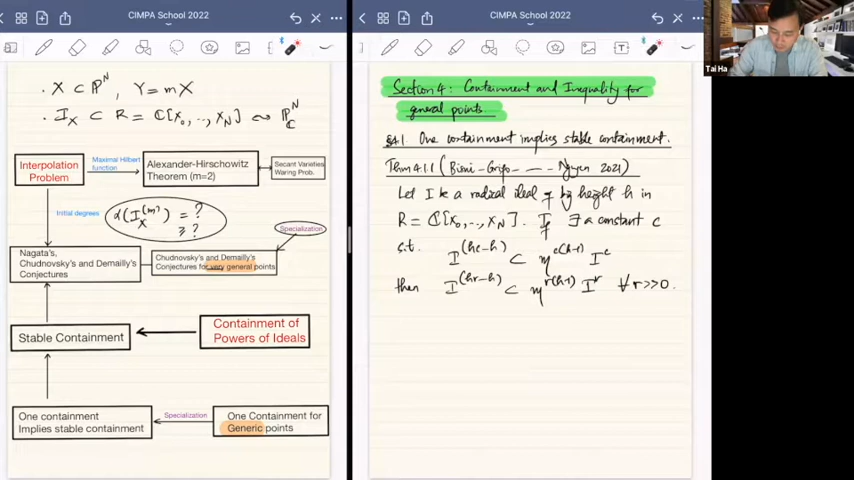 CIMPA School 2022
• X ⊂ ℙ^N, Y = mX
• I_X ⊂ R = ℂ[x_0, .., x_N] ∾ ℙ^N_ℂ
Interpolation Problem
Maximal Hilbert function
Alexander-Hirschowitz Theorem (m=2)
Secant Varieties
Waring Prob.
Initial degrees
α(I_X^(m)) = ?
≥ ?
Specialization
Nagata's,
Chudnovsky's and Demailly's
Conjectures
Chudnovsky's and Demailly's
Conjectures for very general points
Stable Containment
Containment of
Powers of Ideals
One containment
Implies stable containment
Specialization
One Containment for
Generic points
CIMPA School 2022
Section 4: Containment and Inequality for
general points.
§4.1. One containment implies stable containment.
Thm 4.1.1 (Bisui - Grifo - — - Nguyen 2021)
Let I be a radical ideal of big height h in
R = ℂ[x_0, .., x_N]. If ∃ a constant c
s.t. I^(hc-h) ⊂ m^c(h-1) I^c
then I^(hr-h) ⊂ m^r(h-1) I^r ∀ r>>0.
Tai Ha